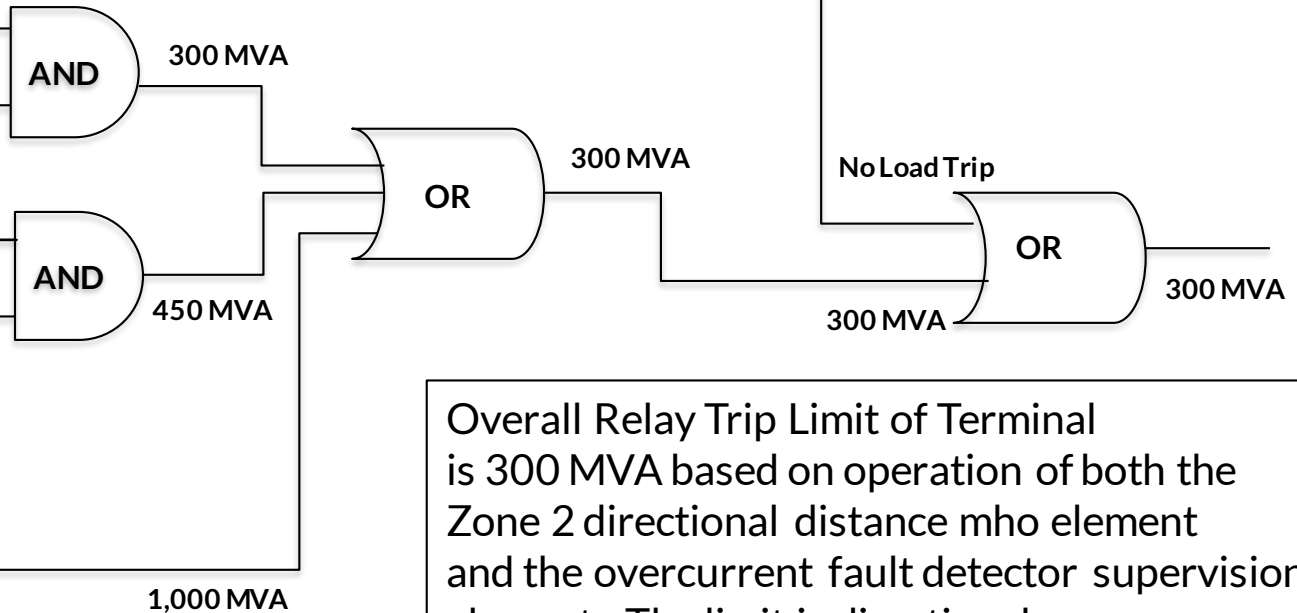 AND
300 MVA
OR
300 MVA
No Load Trip
OR
300 MVA
300 MVA
AND
450 MVA
1,000 MVA
Overall Relay Trip Limit of Terminal
is 300 MVA based on operation of both the
Zone 2 directional distance mho element
and the overcurrent fault detector supervision